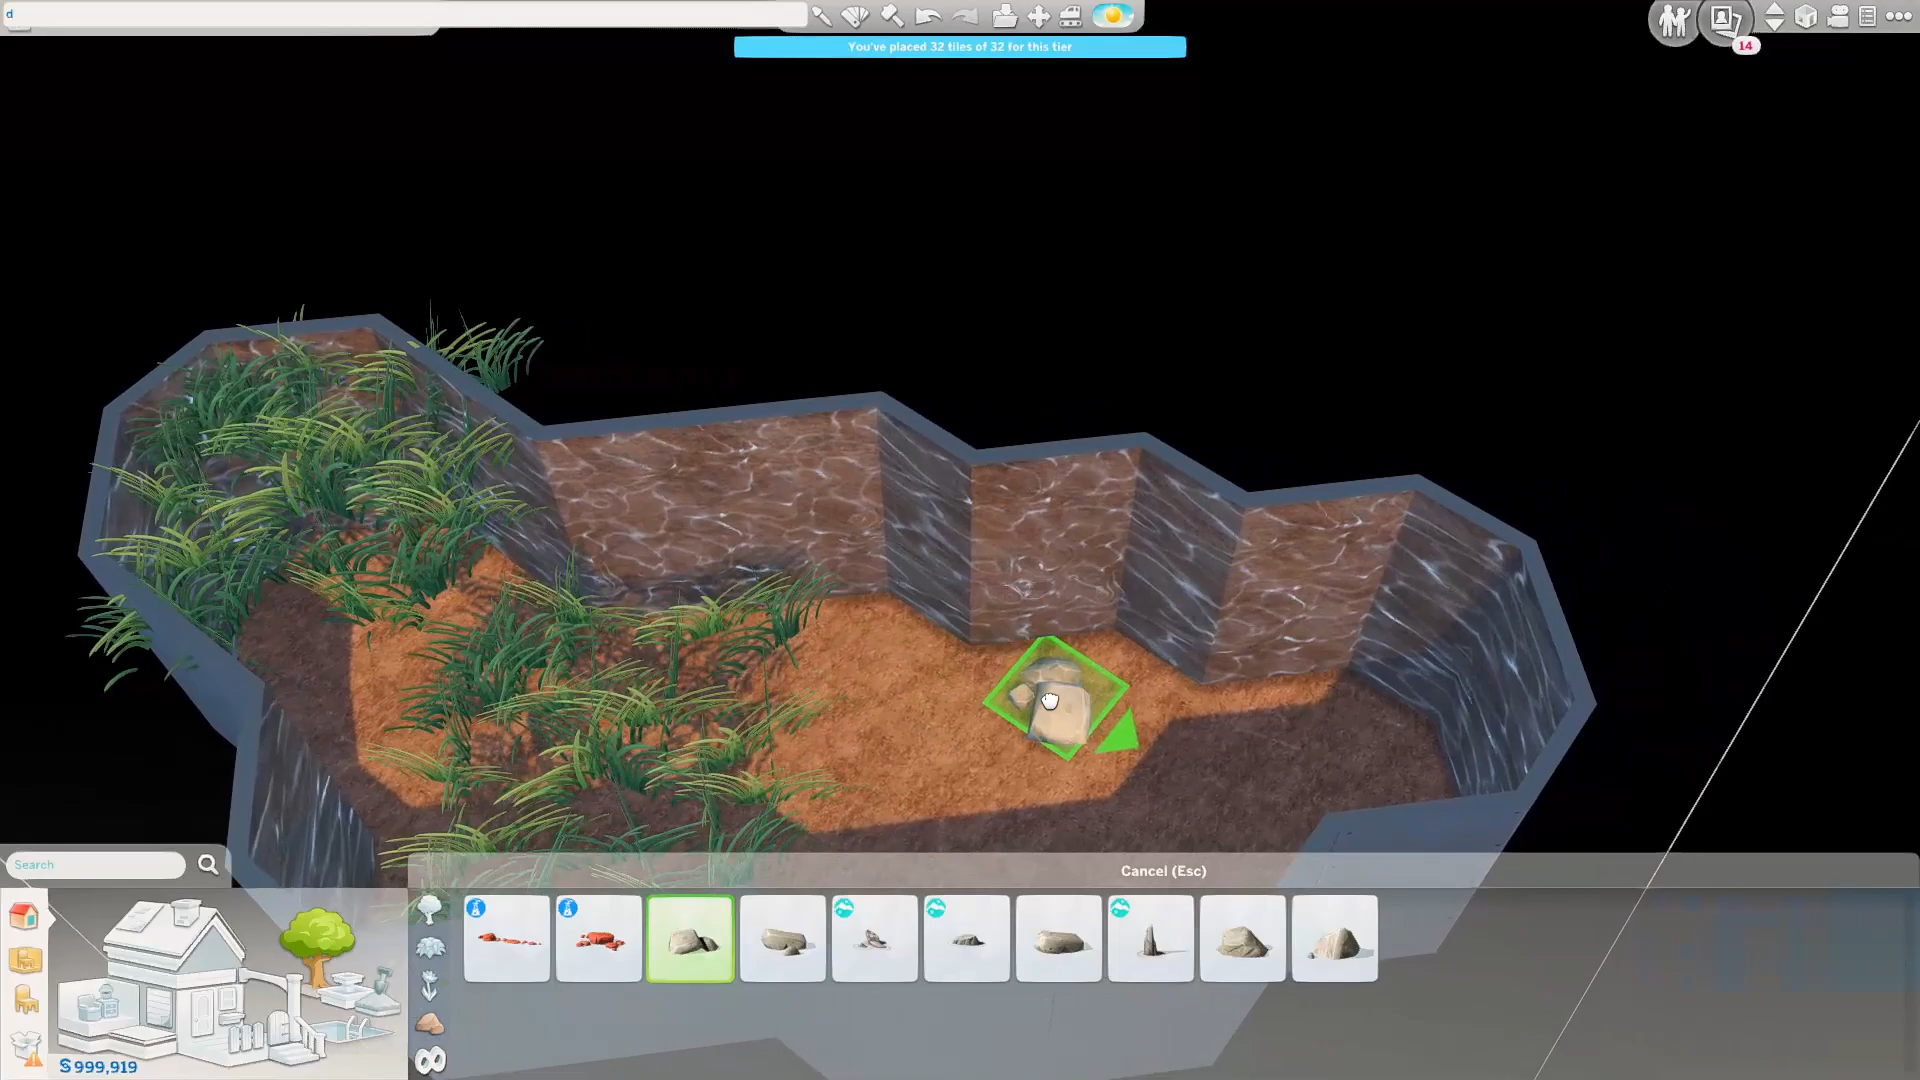 d
You've placed 32 tiles of 32 for this tier
14
Search
Cancel (Esc)
§999,919